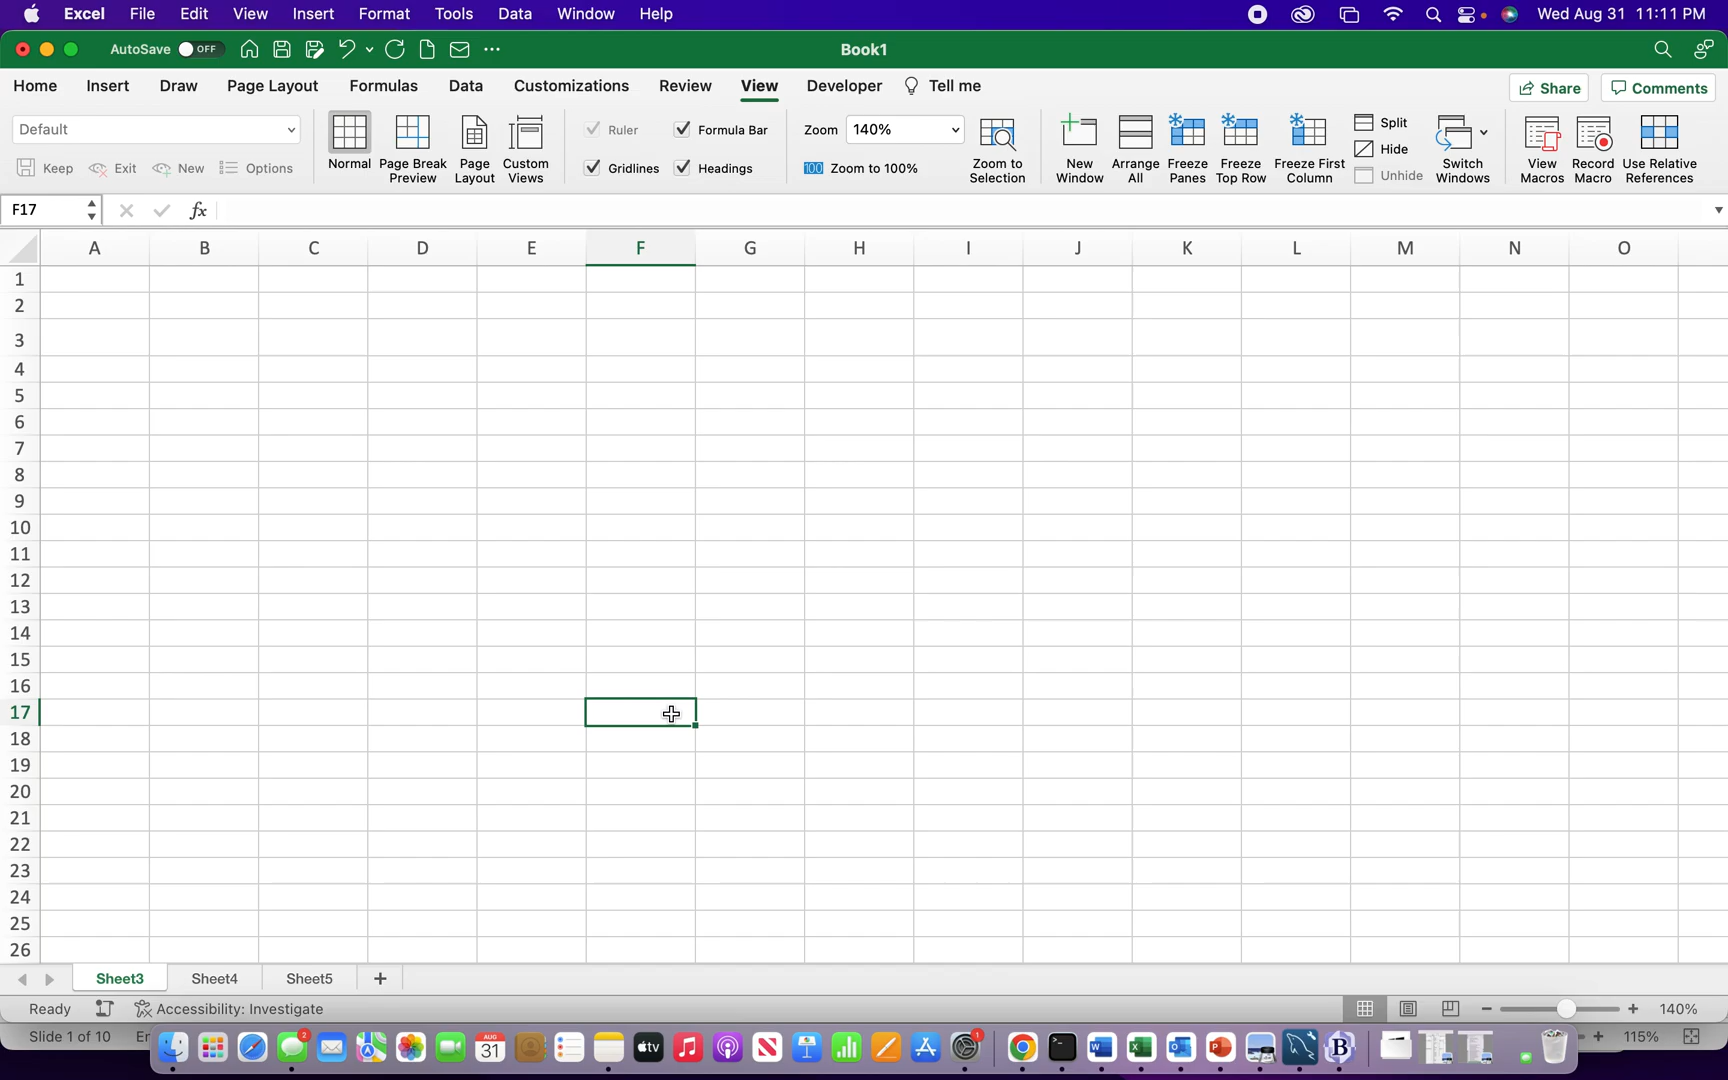 Excel File Edit View Insert Format Tools Data Window Help Wed Aug 31 11:11 PM
AutoSave OFF Book1
Home Insert Draw Page Layout Formulas Data Customizations Review View Developer Tell me Share Comments
Default Normal Page Break Preview Page Layout Custom Views Ruler Formula Bar Zoom 140% Zoom to Selection New Window Arrange All Freeze Panes Freeze Top Row Freeze First Column Split Hide Unhide Switch Windows View Macros Record Macro Use Relative References
Keep Exit New Options Gridlines Headings 100 Zoom to 100%
F17 fx
A B C D E F G H I J K L M N O
1
2
3
4
5
6
7
8
9
10
11
12
13
14
15
16
17
18
19
20
21
22
23
24
25
26
Sheet3 Sheet4 Sheet5 +
Ready Accessibility: Investigate 140%
Slide 1 of 10 2 AUG 31 tv 1 115%